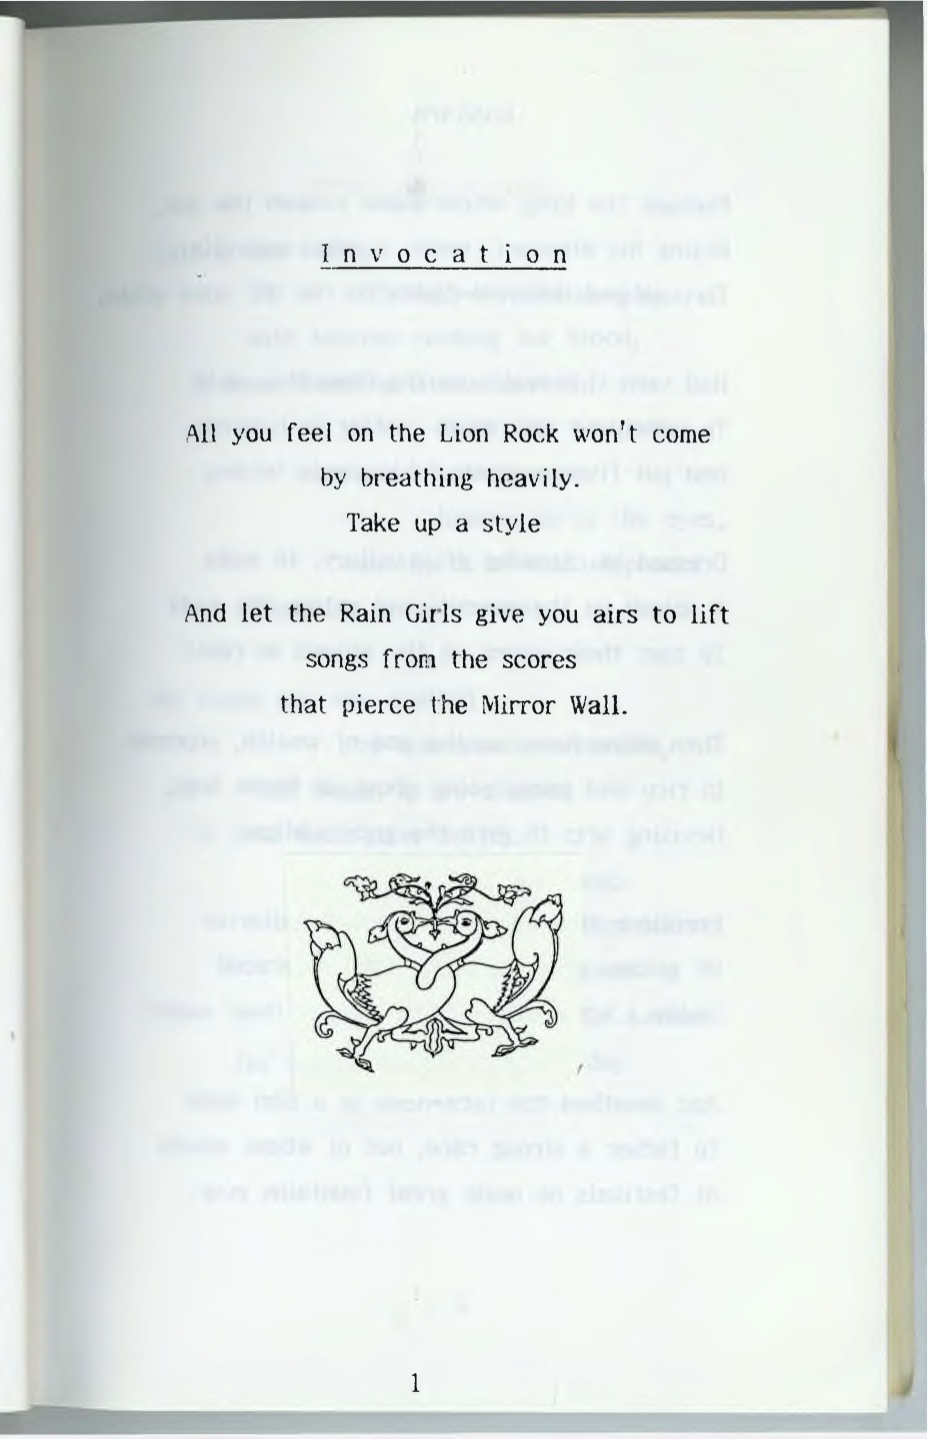 Invocation
All you feel on the Lion Rock won't come
by breathing heavily.
Take up a style
And let the Rain Girls give you airs to lift
songs from the scores
that pierce the Mirror Wall.
1